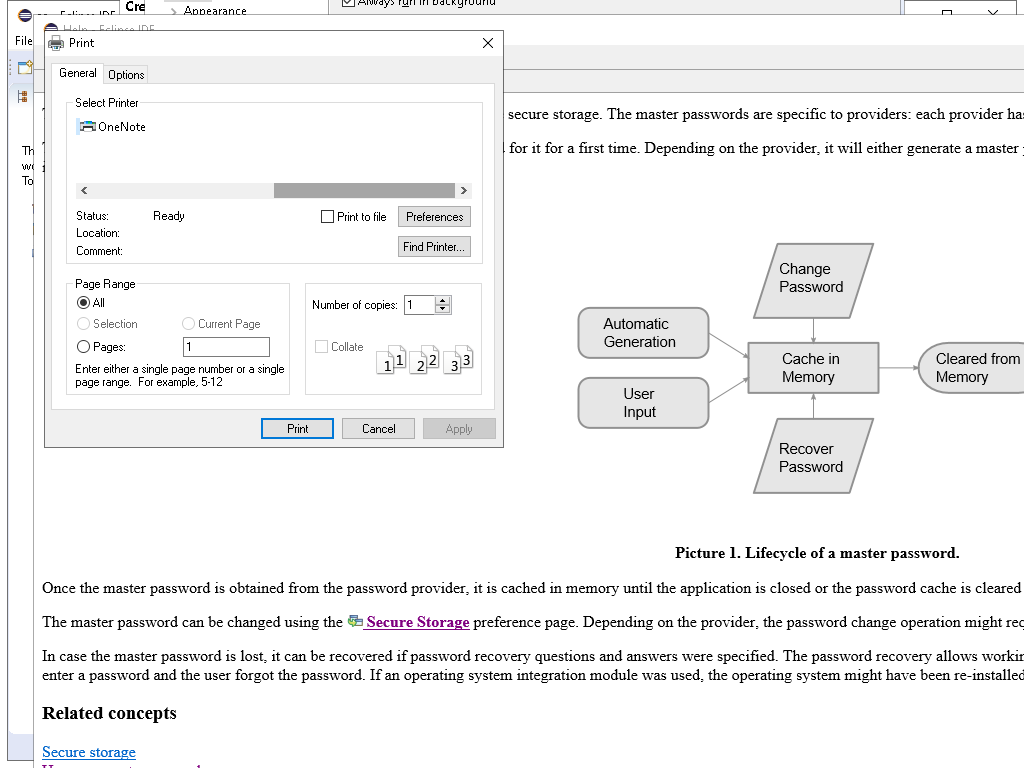 Cre
Appearance
Always run in background
Eclipse IDE
File
Help - Eclipse IDE
Print
General
Options
Select Printer
OneNote
Status:
Ready
Print to file
Preferences
Location:
Find Printer...
Comment:
Page Range
All
Selection
Current Page
Pages:
1
Enter either a single page number or a single
page range. For example, 5-12
Number of copies:
1
Collate
1 1 2 2 3 3
Print
Cancel
Apply
secure storage. The master passwords are specific to providers: each provider has
for it for a first time. Depending on the provider, it will either generate a master
Change
Password
Automatic
Generation
Cache in
Memory
Cleared from
Memory
User
Input
Recover
Password
Picture 1. Lifecycle of a master password.
Once the master password is obtained from the password provider, it is cached in memory until the application is closed or the password cache is cleared
The master password can be changed using the Secure Storage preference page. Depending on the provider, the password change operation might req
In case the master password is lost, it can be recovered if password recovery questions and answers were specified. The password recovery allows workin
enter a password and the user forgot the password. If an operating system integration module was used, the operating system might have been re-installed
Related concepts
Secure storage